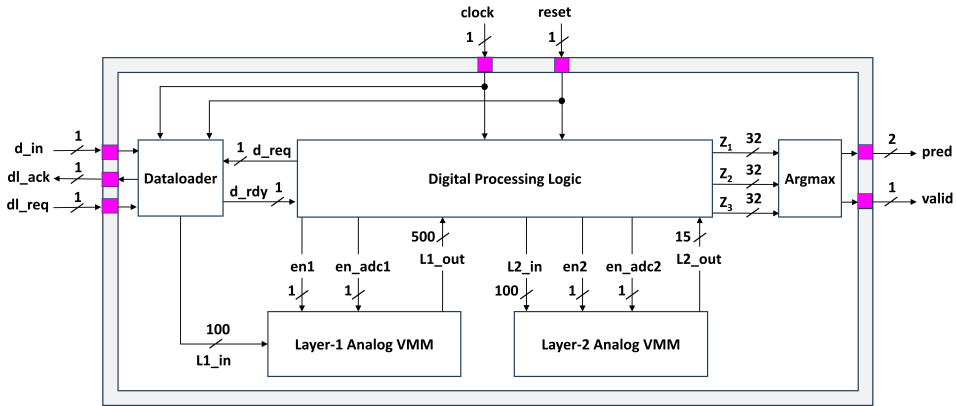 clock reset
1 1
d_in 1
dl_ack 1
dl_req 1
Dataloader
1 d_req
d_rdy 1
Digital Processing Logic
Z1 32
Z2 32
Z3 32
Argmax
2 pred
1 valid
500 15
en1 en_adc1 L1_out L2_in en2 en_adc2 L2_out
1 1 100 1 1
100
L1_in
Layer-1 Analog VMM
Layer-2 Analog VMM